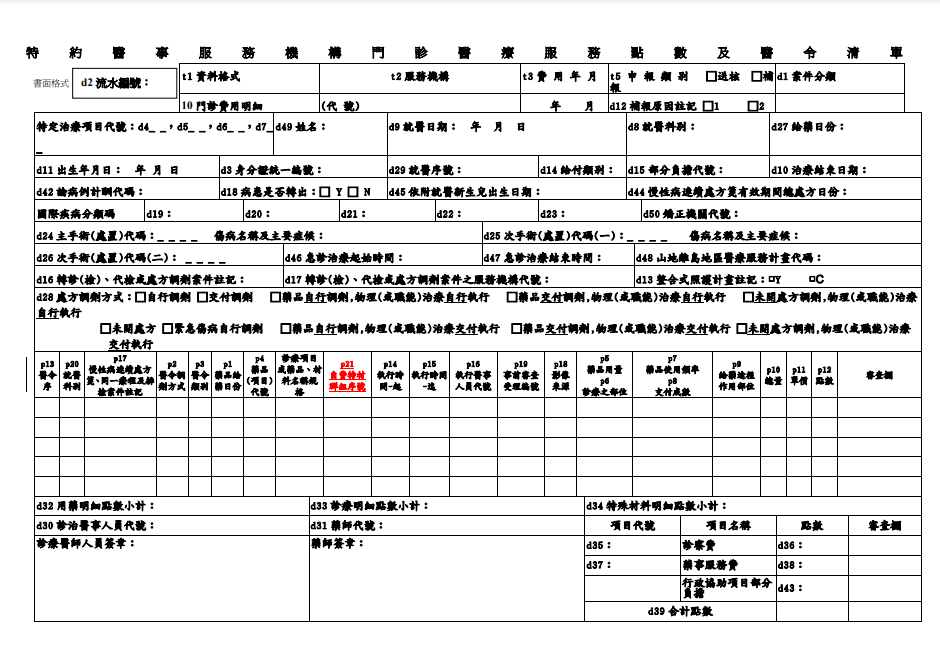 特約醫事服務機構門診醫療服務點數及醫令清單
書面格式
d2 流水編號：
t1 資料格式
t2 服務機構
t3 費用年月
t5 申報類別 □送核 □補報
d1 案件分類
10 門診費用明細
(代號)
年 月
d12 補報原因註記 □1 □2
特定治療項目代號：d4_ _，d5_ _，d6_ _，d7_ _
d49 姓名：
d9 就醫日期： 年 月 日
d8 就醫科別：
d27 給藥日份：
d11 出生年月日： 年 月 日
d3 身分證統一編號：
d29 就醫序號：
d14 給付類別：
d15 部分負擔代號：
d10 治療結束日期：
d42 論病例計酬代碼：
d18 病患是否轉出：□ Y □ N
d45 依附就醫新生兒出生日期：
d44 慢性病連續處方箋有效期間總處方日份：
國際疾病分類碼
d19：
d20：
d21：
d22：
d23：
d50 矯正機關代號：
d24 主手術(處置)代碼：_ _ _ _ 傷病名稱及主要症候：
d25 次手術(處置)代碼(一)：_ _ _ _ 傷病名稱及主要症候：
d26 次手術(處置)代碼(二)： _ _ _ _
d46 急診治療起始時間：
d47 急診治療結束時間：
d48 山地離島地區醫療服務計畫代碼：
d16 轉診(檢)、代檢或處方調劑案件註記：
d17 轉診(檢)、代檢或處方調劑案件之服務機構代號：
d13 整合式照護計畫註記：□Y □C
d28 處方調劑方式：□自行調劑 □交付調劑 □藥品自行調劑,物理(或職能)治療自行執行 □藥品交付調劑,物理(或職能)治療自行執行 □未開處方調劑,物理(或職能)治療
自行執行
□未開處方 □緊急傷病自行調劑 □藥品自行調劑,物理(或職能)治療交付執行 □藥品交付調劑,物理(或職能)治療交付執行 □未開處方調劑,物理(或職能)治療
交付執行
p13 醫令序
p20 就醫科別
p17 慢性病連續處方箋、同一療程及排檢案件註記
p2 醫令調劑方式
p3 醫令類別
p1 藥品給藥日份
p4 藥品(項目)代號
診療項目或藥品、材料名稱規格
p21 自費特材群組序號
p14 執行時間-起
p15 執行時間-迄
p16 執行醫事人員代號
p19 事前審查受理編號
p18 影像來源
p5 藥品用量
p6 診療之部位
p7 藥品使用頻率
p8 支付成數
p9 給藥途徑作用部位
p10 總量
p11 單價
p12 點數
審查欄
d32 用藥明細點數小計：
d33 診療明細點數小計：
d34 特殊材料明細點數小計：
d30 診治醫事人員代號：
d31 藥師代號：
項目代號
項目名稱
點數
審查欄
診療醫師人員簽章：
藥師簽章：
d35：
診察費
d36：
d37：
藥事服務費
d38：
行政協助項目部分負擔
d43：
d39 合計點數